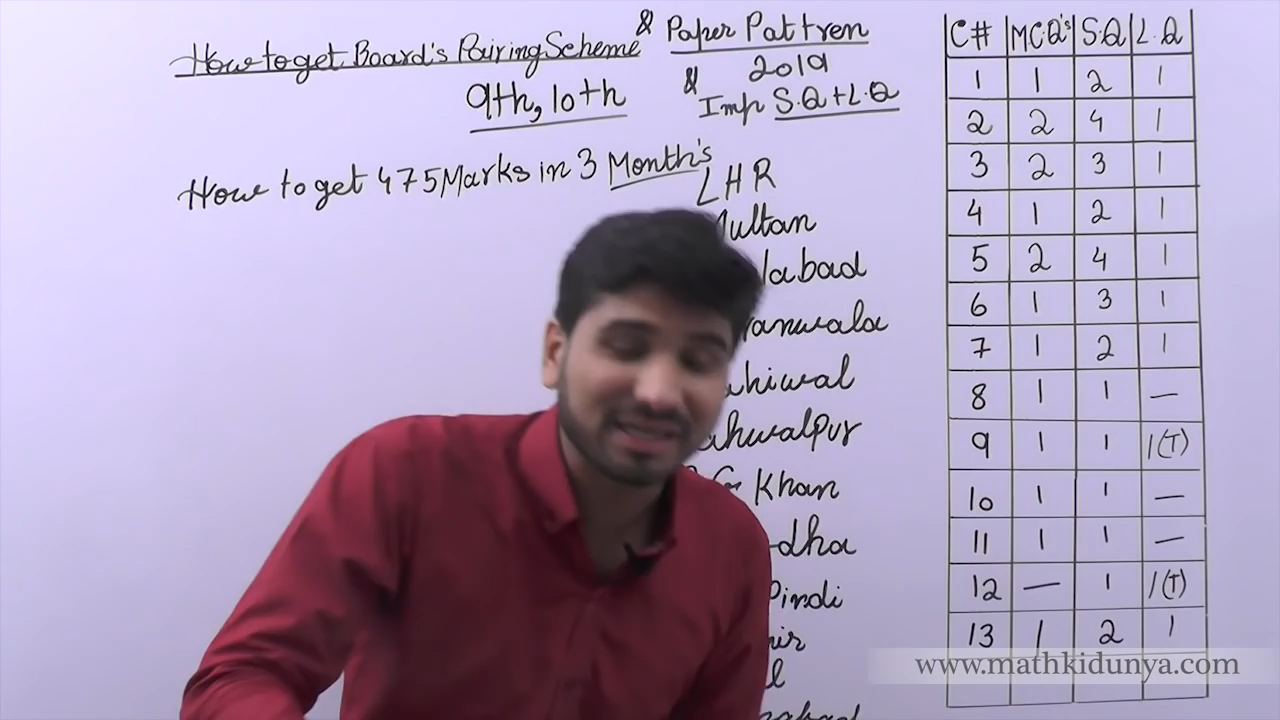 How to get Board's Pairing Scheme & Paper Pattren
9th, 10th & 2019
Imp S.Q + L.Q
How to get 475 Marks in 3 Month's
LHR
Multan
Khan
C# MCQ's S.Q L.Q
1 1 2 1
2 2 4 1
3 2 3 1
4 1 2 1
5 2 4 1
6 1 3 1
7 1 2 1
8 1 1 —
9 1 1 1(T)
10 1 1 —
11 1 1 —
12 — 1 1(T)
13 1 2 1
www.mathkidunya.com